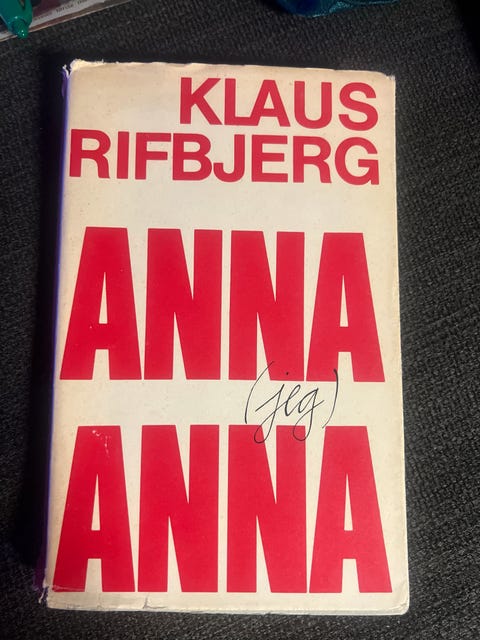 KLAUS
RIFBJERG
ANNA
(jeg)
ANNA